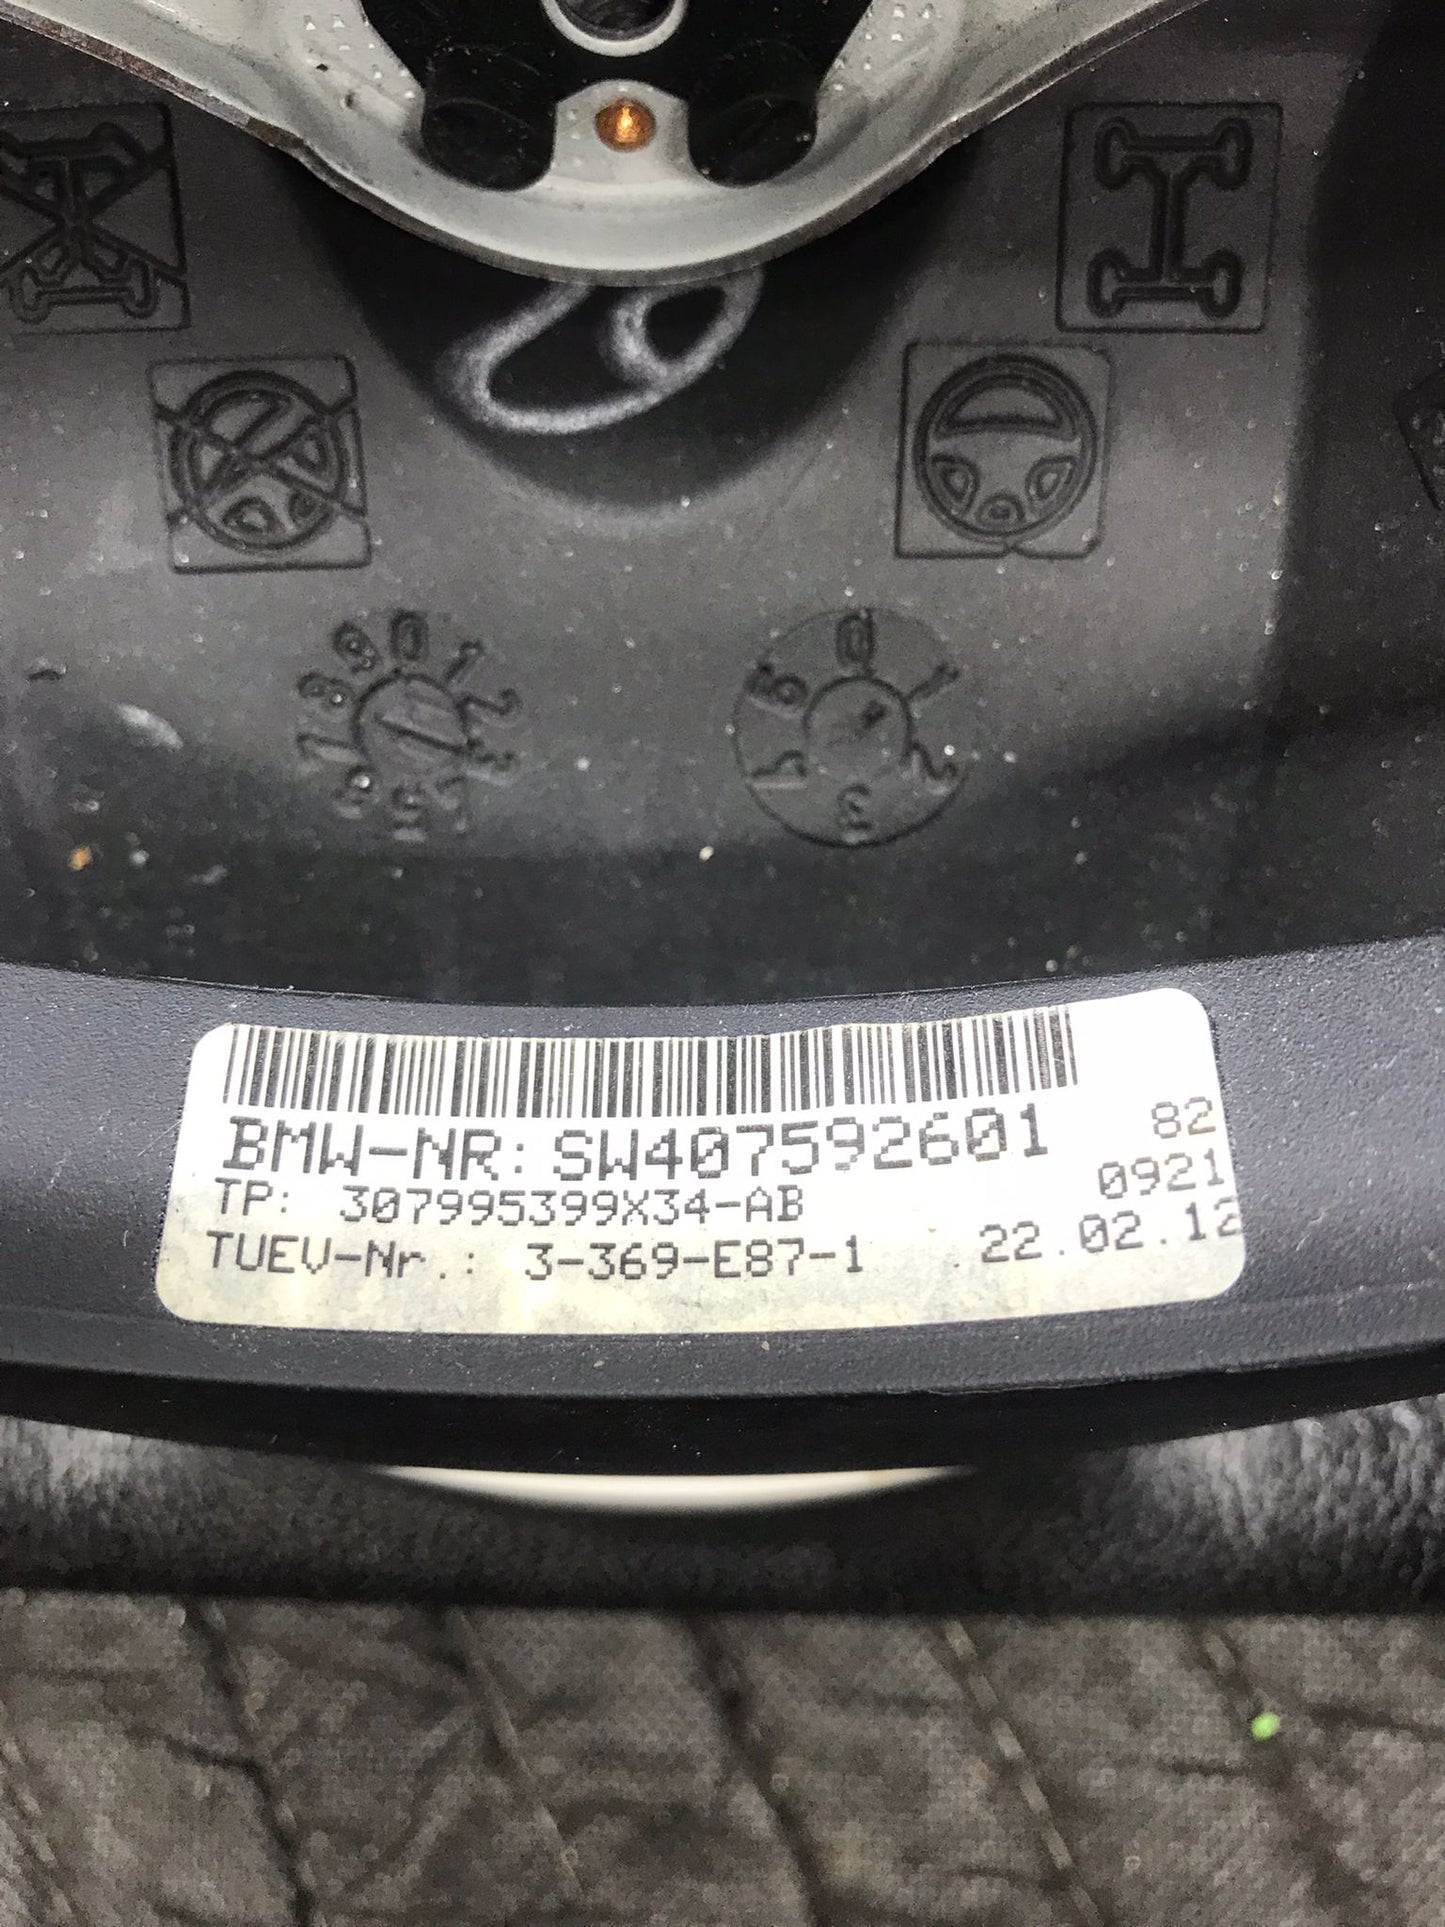 BMW-NR: SW407592601
82
TP: 307995399X34-AB
0921
TUEV-Nr.: 3-369-E87-1
22.02.12